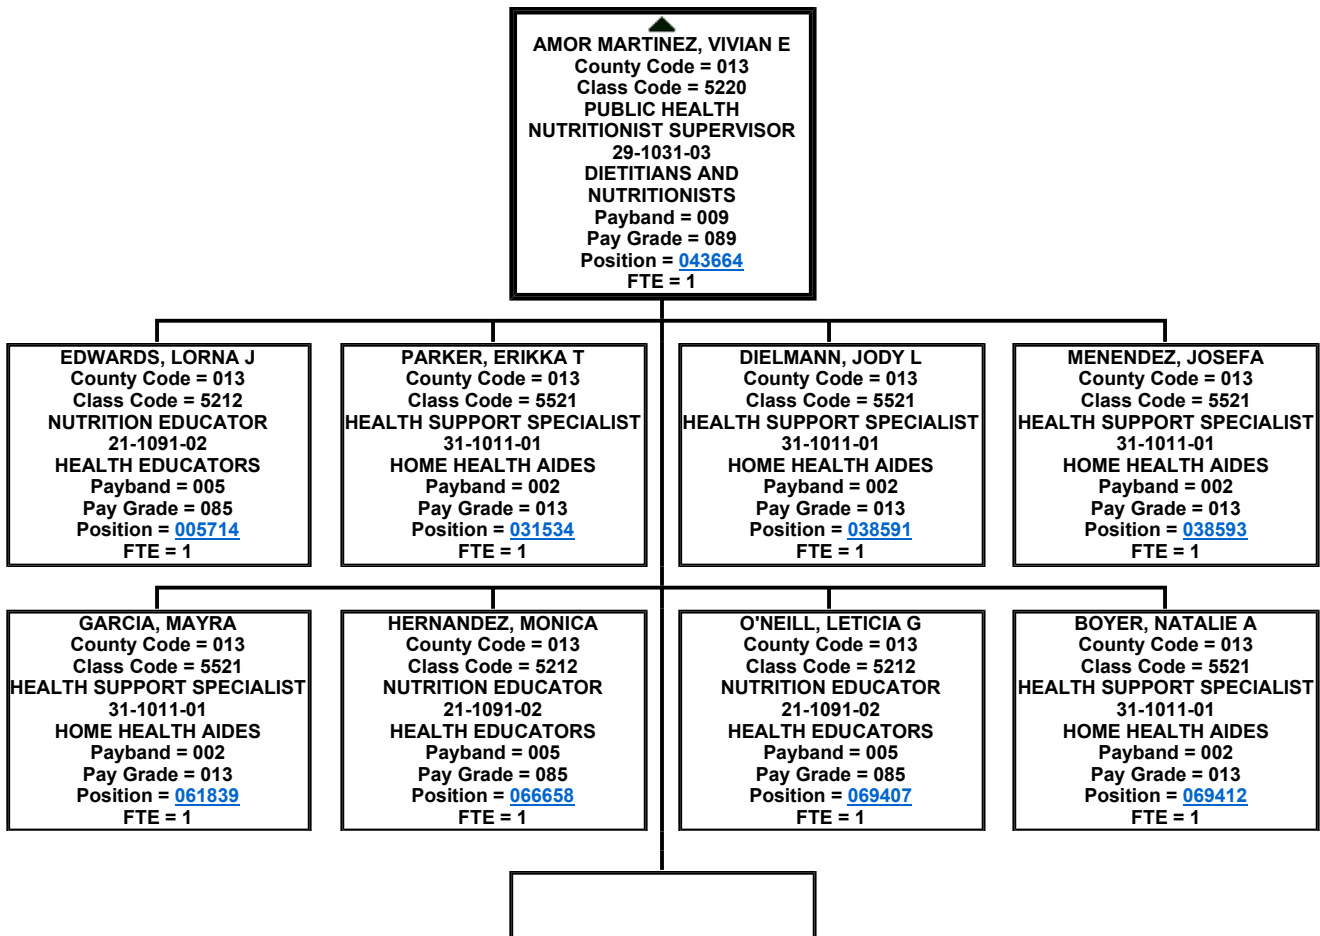 AMOR MARTINEZ, VIVIAN E
County Code = 013
Class Code = 5220
PUBLIC HEALTH
NUTRITIONIST SUPERVISOR
29-1031-03
DIETITIANS AND
NUTRITIONISTS
Payband = 009
Pay Grade = 089
Position = 043664
FTE = 1
EDWARDS, LORNA J
County Code = 013
Class Code = 5212
NUTRITION EDUCATOR
21-1091-02
HEALTH EDUCATORS
Payband = 005
Pay Grade = 085
Position = 005714
FTE = 1
PARKER, ERIKKA T
County Code = 013
Class Code = 5521
HEALTH SUPPORT SPECIALIST
31-1011-01
HOME HEALTH AIDES
Payband = 002
Pay Grade = 013
Position = 031534
FTE = 1
DIELMANN, JODY L
County Code = 013
Class Code = 5521
HEALTH SUPPORT SPECIALIST
31-1011-01
HOME HEALTH AIDES
Payband = 002
Pay Grade = 013
Position = 038591
FTE = 1
MENENDEZ, JOSEFA
County Code = 013
Class Code = 5521
HEALTH SUPPORT SPECIALIST
31-1011-01
HOME HEALTH AIDES
Payband = 002
Pay Grade = 013
Position = 038593
FTE = 1
GARCIA, MAYRA
County Code = 013
Class Code = 5521
HEALTH SUPPORT SPECIALIST
31-1011-01
HOME HEALTH AIDES
Payband = 002
Pay Grade = 013
Position = 061839
FTE = 1
HERNANDEZ, MONICA
County Code = 013
Class Code = 5212
NUTRITION EDUCATOR
21-1091-02
HEALTH EDUCATORS
Payband = 005
Pay Grade = 085
Position = 066658
FTE = 1
O'NEILL, LETICIA G
County Code = 013
Class Code = 5212
NUTRITION EDUCATOR
21-1091-02
HEALTH EDUCATORS
Payband = 005
Pay Grade = 085
Position = 069407
FTE = 1
BOYER, NATALIE A
County Code = 013
Class Code = 5521
HEALTH SUPPORT SPECIALIST
31-1011-01
HOME HEALTH AIDES
Payband = 002
Pay Grade = 013
Position = 069412
FTE = 1